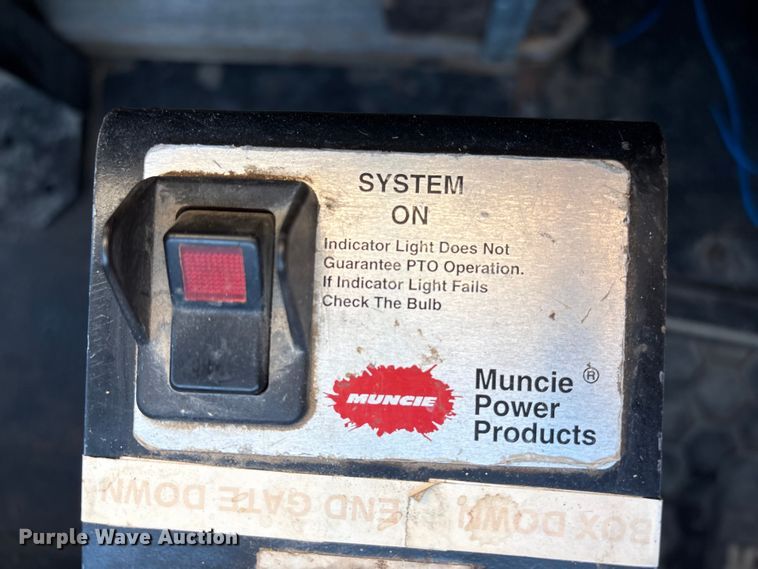 SYSTEM
ON
Indicator Light Does Not
Guarantee PTO Operation.
If Indicator Light Fails
Check The Bulb
MUNCIE
Muncie ®
Power
Products
BOX DOWN END GATE DOWN
Purple Wave Auction